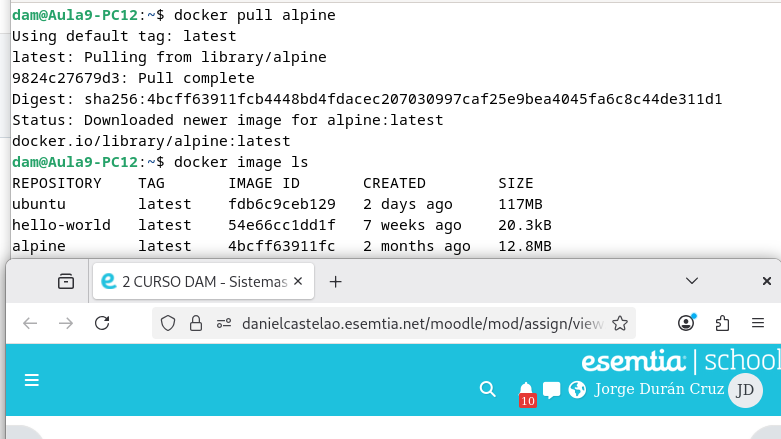 dam@Aula9-PC12:~$ docker pull alpine
Using default tag: latest
latest: Pulling from library/alpine
9824c27679d3: Pull complete
Digest: sha256:4bcff63911fcb4448bd4fdacec207030997caf25e9bea4045fa6c8c44de311d1
Status: Downloaded newer image for alpine:latest
docker.io/library/alpine:latest
dam@Aula9-PC12:~$ docker image ls
REPOSITORY    TAG       IMAGE ID       CREATED        SIZE
ubuntu        latest    fdb6c9ceb129   2 days ago     117MB
hello-world   latest    54e66cc1dd1f   7 weeks ago    20.3kB
alpine        latest    4bcff63911fc   2 months ago   12.8MB
2 CURSO DAM - Sistemas
danielcastelao.esemtia.net/moodle/mod/assign/view
esemtia | school
10
Jorge Durán Cruz
JD